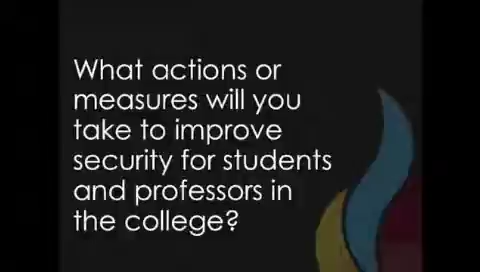 What actions or
measures will you
take to improve
security for students
and professors in
the college?